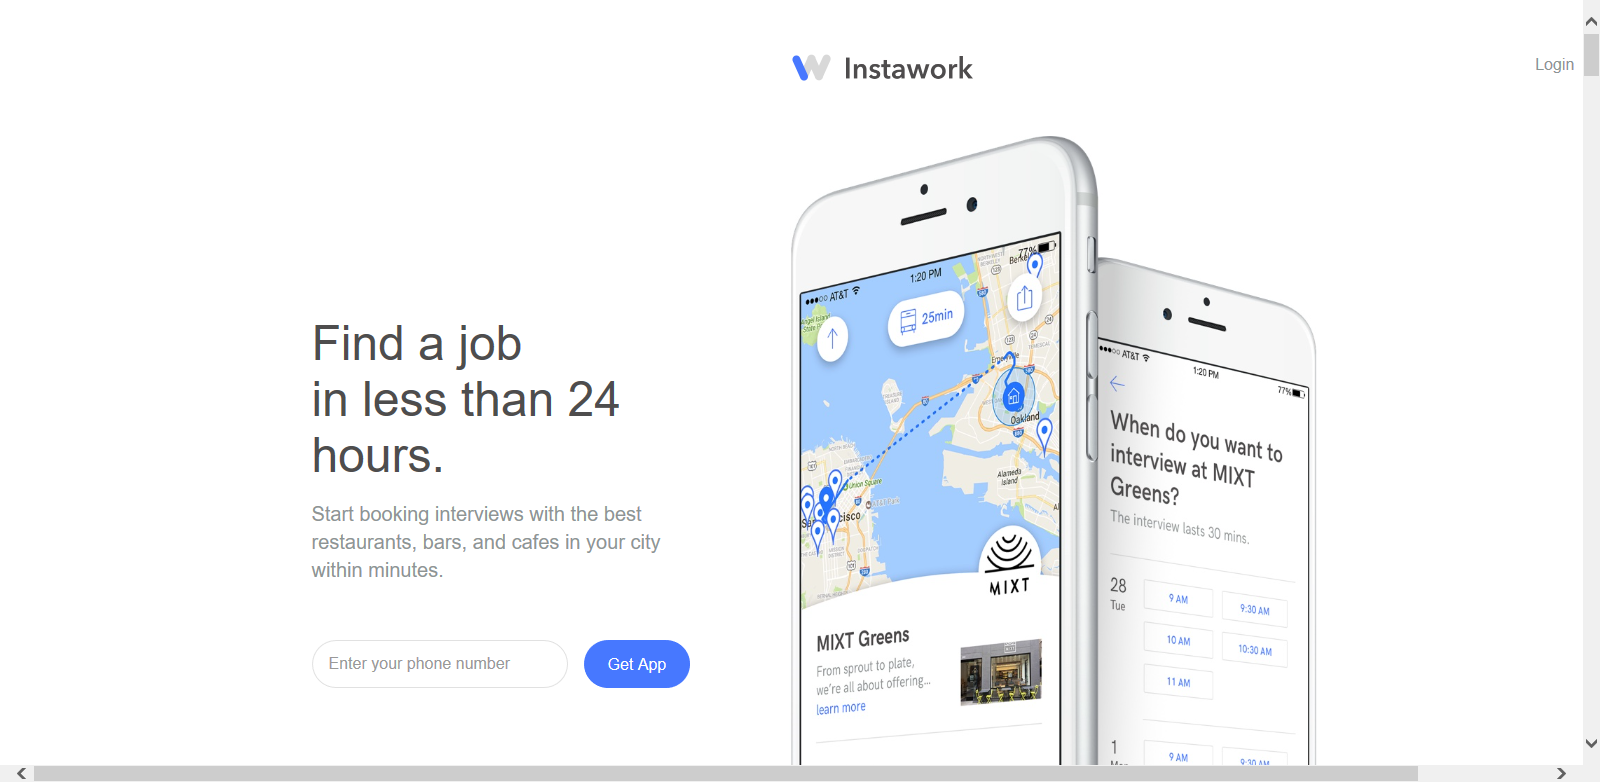 Instawork
Login
Find a job
in less than 24
hours.
Start booking interviews with the best
restaurants, bars, and cafes in your city
within minutes.
Enter your phone number
Get App
AT&T
1:20 PM
77%
25min
Berkel
Emeryville
Oakland
Alameda
Island
Union Square
cisco
MIXT
MIXT Greens
From sprout to plate,
we're all about offering...
learn more
AT&T
1:20 PM
77%
When do you want to
interview at MIXT
Greens?
The interview lasts 30 mins.
28
Tue
9 AM
9:30 AM
10 AM
10:30 AM
11 AM
1
9 AM
9:30 AM